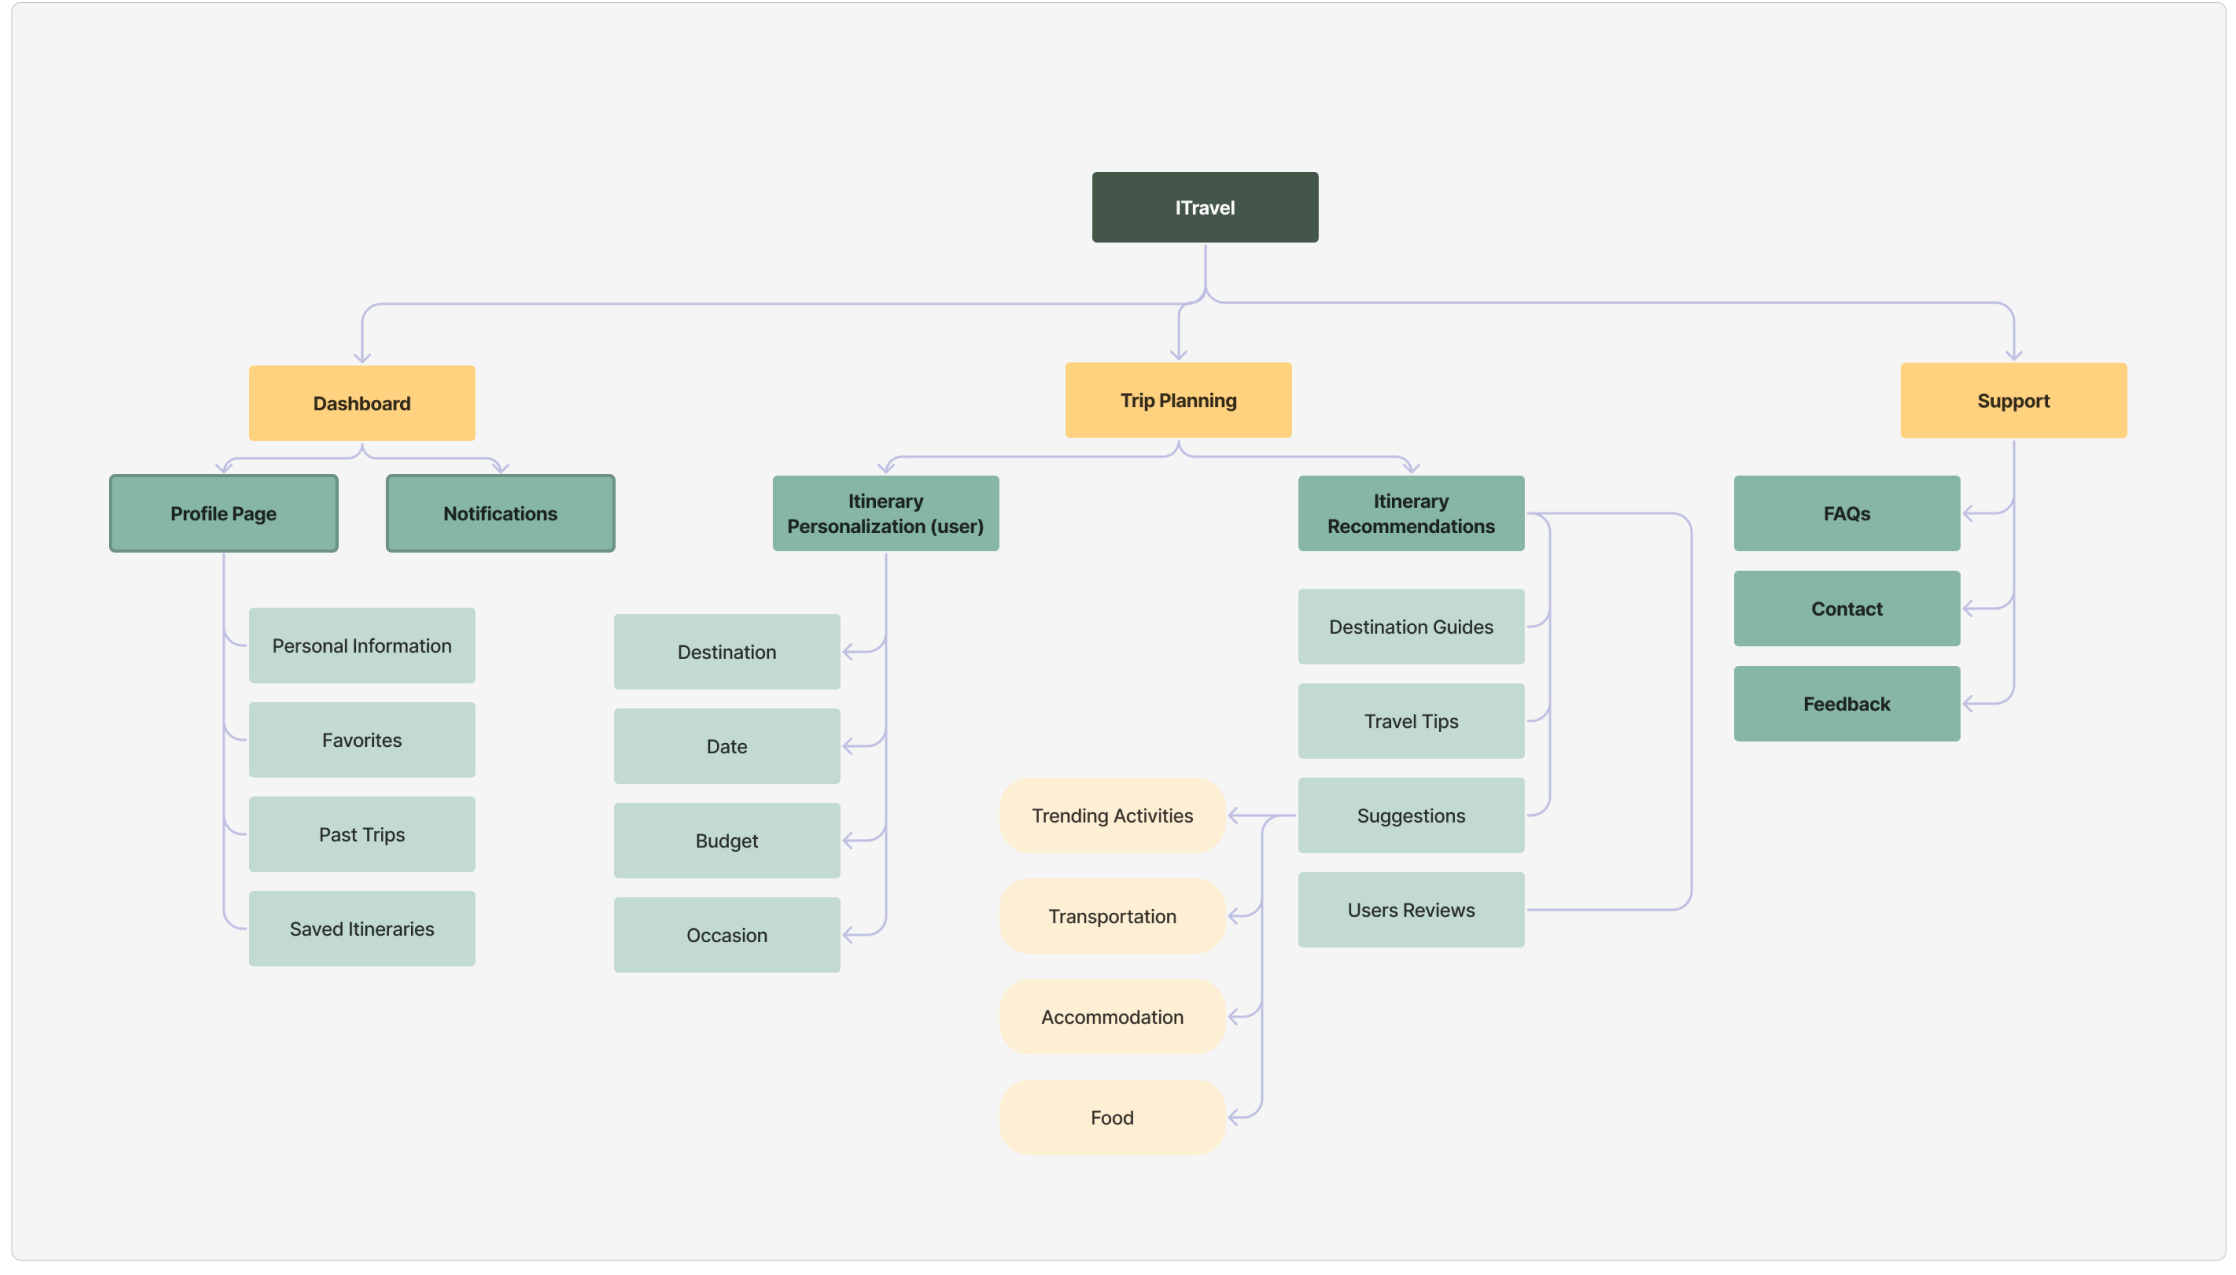 ITravel
Dashboard
Trip Planning
Support
Profile Page
Notifications
Itinerary
Personalization (user)
Itinerary
Recommendations
FAQs
Contact
Feedback
Personal Information
Favorites
Past Trips
Saved Itineraries
Destination
Date
Budget
Occasion
Destination Guides
Travel Tips
Suggestions
Users Reviews
Trending Activities
Transportation
Accommodation
Food